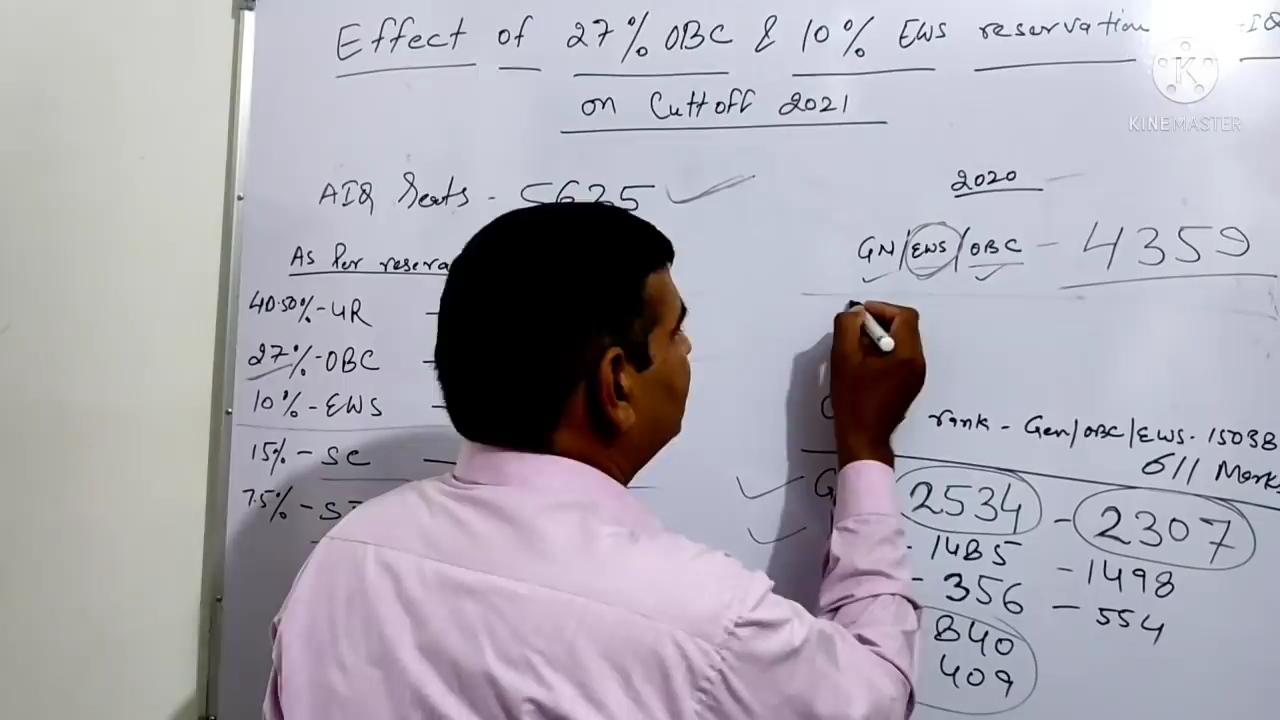 Effect of 27% OBC & 10% EWS reservation
on Cuttoff 2021
KINEMASTER
AIQ Seats - 5625
2020
GN/EWS/OBC - 4359
As Per
40.50% - UR
27% - OBC
10% - EWS
15% - SC
7.5% -
rank - Gen/OBC/EWS - 15038
611 Marks
2534 - 2307
- 1485 - 1498
- 356 - 554
840
409